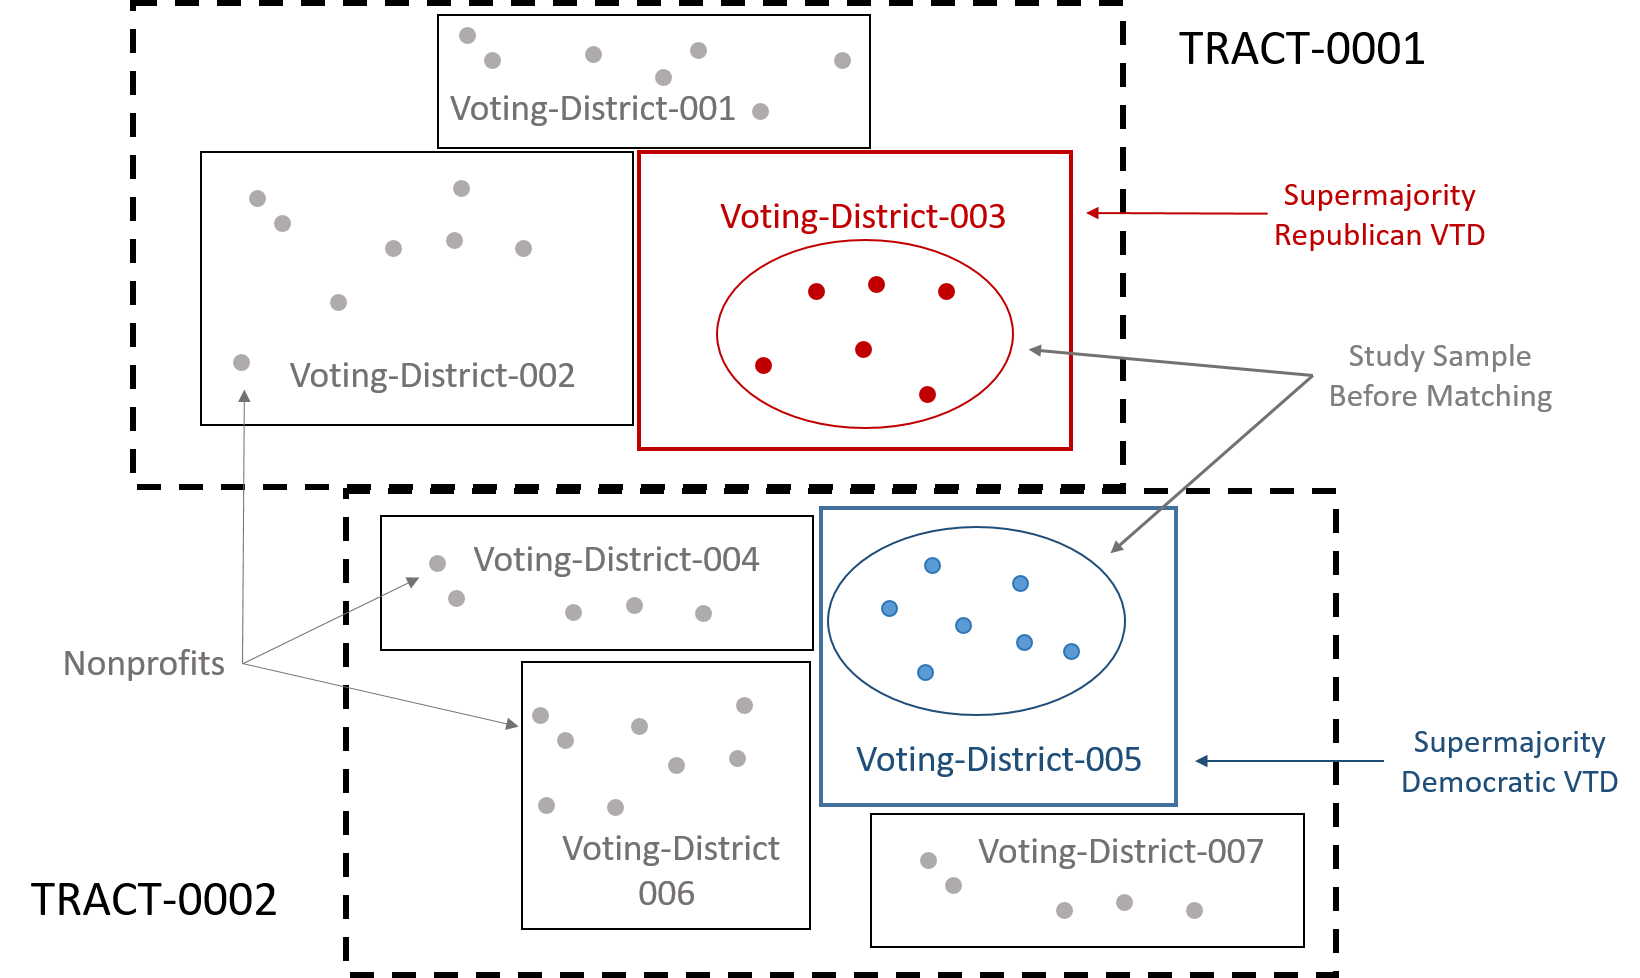 TRACT-0001
Voting-District-001
Supermajority
Republican VTD
Voting-District-003
Study Sample
Before Matching
Voting-District-002
Voting-District-004
Nonprofits
Voting-District-005
Supermajority
Democratic VTD
Voting-District
006
Voting-District-007
TRACT-0002